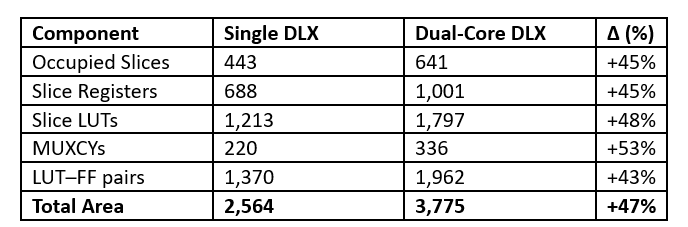 Component Single DLX Dual-Core DLX Δ (%)
Occupied Slices 443 641 +45%
Slice Registers 688 1,001 +45%
Slice LUTs 1,213 1,797 +48%
MUXCYs 220 336 +53%
LUT–FF pairs 1,370 1,962 +43%
Total Area 2,564 3,775 +47%